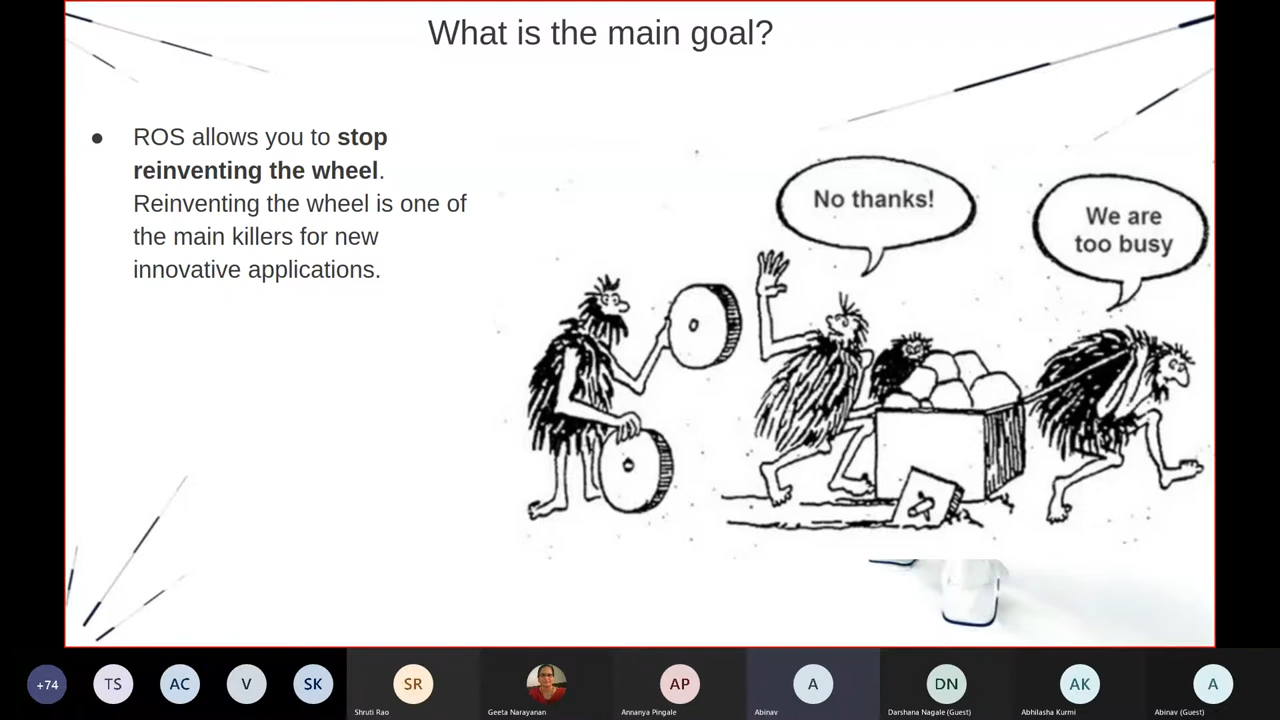 What is the main goal?
● ROS allows you to stop
reinventing the wheel.
Reinventing the wheel is one of
the main killers for new
innovative applications.
No thanks!
We are
too busy
+74
TS
AC
V
SK
SR
AP
A
DN
AK
A
Shruti Rao
Geeta Narayanan
Annanya Pingale
Abinav
Darshana Nagale (Guest)
Abhilasha Kurmi
Abinav (Guest)